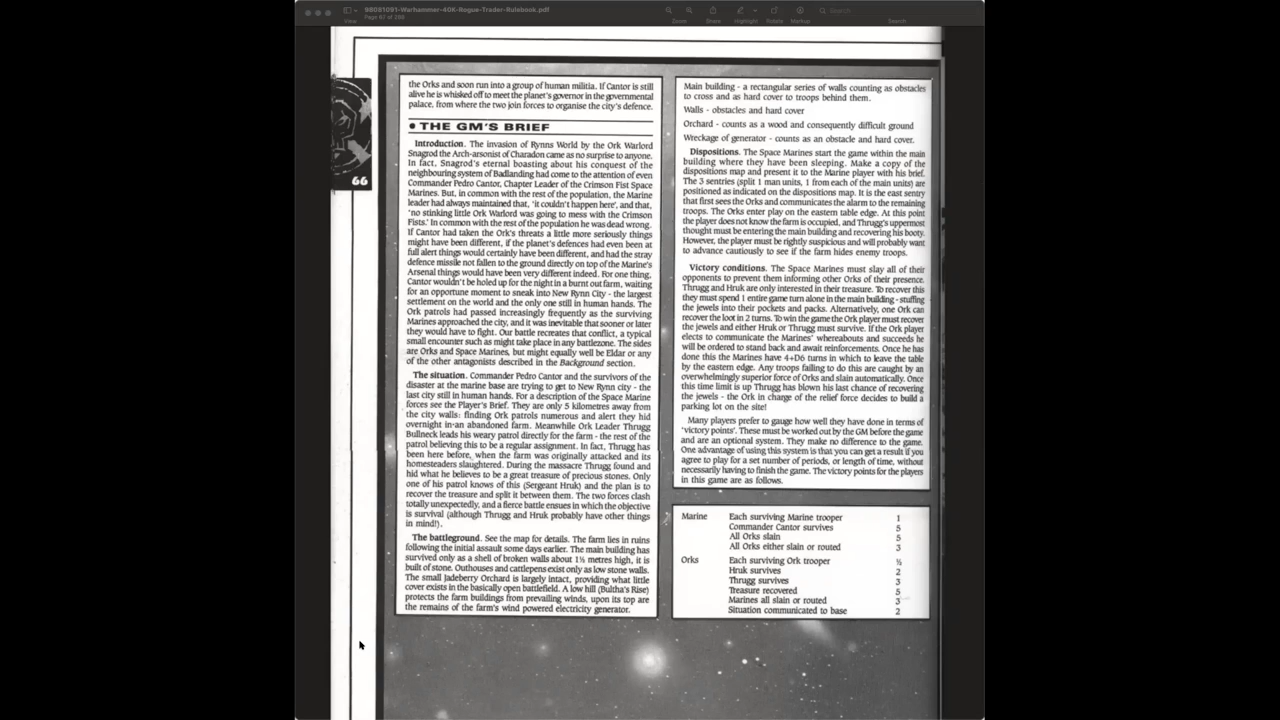 98091091-Warhammer-40K-Rogue-Trader-Rulebook.pdf
Page 67 of 288
View
Zoom
Share
Highlight
Rotate
Markup
Search
66
the Orks and soon run into a group of human militia. If Cantor is still
alive he is whisked off to meet the planet's governor in the governmental
palace, from where the two join forces to organise the city's defence.
• THE GM'S BRIEF
Introduction. The invasion of Rynns World by the Ork Warlord
Snagrod the Arch-arsonist of Charadon came as no surprise to anyone.
In fact, Snagrod's eternal boasting about his conquest of the
neighbouring system of Badlanding had come to the attention of even
Commander Pedro Cantor, Chapter Leader of the Crimson Fist Space
Marines. But, in common with the rest of the population, the Marine
leader had always maintained that, 'it couldn't happen here', and that,
'no stinking little Ork Warlord was going to mess with the Crimson
Fists.' In common with the rest of the population he was dead wrong.
If Cantor had taken the Ork's threats a little more seriously things
might have been different, if the planet's defences had even been at
full alert things would certainly have been different, and had the stray
defence missile not fallen to the ground directly on top of the Marine's
Arsenal things would have been very different indeed. For one thing,
Cantor wouldn't be holed up for the night in a burnt out farm, waiting
for an opportune moment to sneak into New Rynn City - the largest
settlement on the world and the only one still in human hands. The
Ork patrols had passed increasingly frequently as the surviving
Marines approached the city, and it was inevitable that sooner or later
they would have to fight. Our battle recreates that conflict, a typical
small encounter such as might take place in any battlezone. The sides
are Orks and Space Marines, but might equally well be Eldar or any
of the other antagonists described in the Background section.
The situation. Commander Pedro Cantor and the survivors of the
disaster at the marine base are trying to get to New Rynn city - the
last city still in human hands. For a description of the Space Marine
forces see the Player's Brief. They are only 5 kilometres away from
the city walls: finding Ork patrols numerous and alert they hid
overnight in-an abandoned farm. Meanwhile Ork Leader Thrugg
Bullneck leads his weary patrol directly for the farm - the rest of the
patrol believing this to be a regular assignment. In fact, Thrugg has
been here before, when the farm was originally attacked and its
homesteaders slaughtered. During the massacre Thrugg found and
hid what he believes to be a great treasure of precious stones. Only
one of his patrol knows of this (Sergeant Hruk) and the plan is to
recover the treasure and split it between them. The two forces clash
totally unexpectedly, and a fierce battle ensues in which the objective
is survival (although Thrugg and Hruk probably have other things
in mind!).
The battleground. See the map for details. The farm lies in ruins
following the initial assault some days earlier. The main building has
survived only as a shell of broken walls about 1½ metres high, it is
built of stone. Outhouses and cattlepens exist only as low stone walls.
The small Jadeberry Orchard is largely intact, providing what little
cover exists in the basically open battlefield. A low hill (Bultha's Rise)
protects the farm buildings from prevailing winds, upon its top are
the remains of the farm's wind powered electricity generator.
Main building - a rectangular series of walls counting as obstacles
to cross and as hard cover to troops behind them.
Walls - obstacles and hard cover
Orchard - counts as a wood and consequently difficult ground
Wreckage of generator - counts as an obstacle and hard cover.
Dispositions. The Space Marines start the game within the main
building where they have been sleeping. Make a copy of the
dispositions map and present it to the Marine player with his brief.
The 3 sentries (split 1 man units, 1 from each of the main units) are
positioned as indicated on the dispositions map. It is the east sentry
that first sees the Orks and communicates the alarm to the remaining
troops. The Orks enter play on the eastern table edge. At this point
the player does not know the farm is occupied, and Thrugg's uppermost
thought must be entering the main building and recovering his booty.
However, the player must be rightly suspicious and will probably want
to advance cautiously to see if the farm hides enemy troops.
Victory conditions. The Space Marines must slay all of their
opponents to prevent them informing other Orks of their presence.
Thrugg and Hruk are only interested in their treasure. To recover this
they must spend 1 entire game turn alone in the main building - stuffing
the jewels into their pockets and packs. Alternatively, one Ork can
recover the loot in 2 turns. To win the game the Ork player must recover
the jewels and either Hruk or Thrugg must survive. If the Ork player
elects to communicate the Marines' whereabouts and succeeds he
will be ordered to stand back and await reinforcements. Once he has
done this the Marines have 4+D6 turns in which to leave the table
by the eastern edge. Any troops failing to do this are caught by an
overwhelmingly superior force of Orks and slain automatically. Once
this time limit is up Thrugg has blown his last chance of recovering
the jewels - the Ork in charge of the relief force decides to build a
parking lot on the site!
Many players prefer to gauge how well they have done in terms of
'victory points'. These must be worked out by the GM before the game
and are an optional system. They make no difference to the game.
One advantage of using this system is that you can get a result if you
agree to play for a set number of periods, or length of time, without
necessarily having to finish the game. The victory points for the players
in this game are as follows.
Marine Each surviving Marine trooper 1
Commander Cantor survives 5
All Orks slain 5
All Orks either slain or routed 3
Orks Each surviving Ork trooper ½
Hruk survives 2
Thrugg survives 3
Treasure recovered 5
Marines all slain or routed 3
Situation communicated to base 2